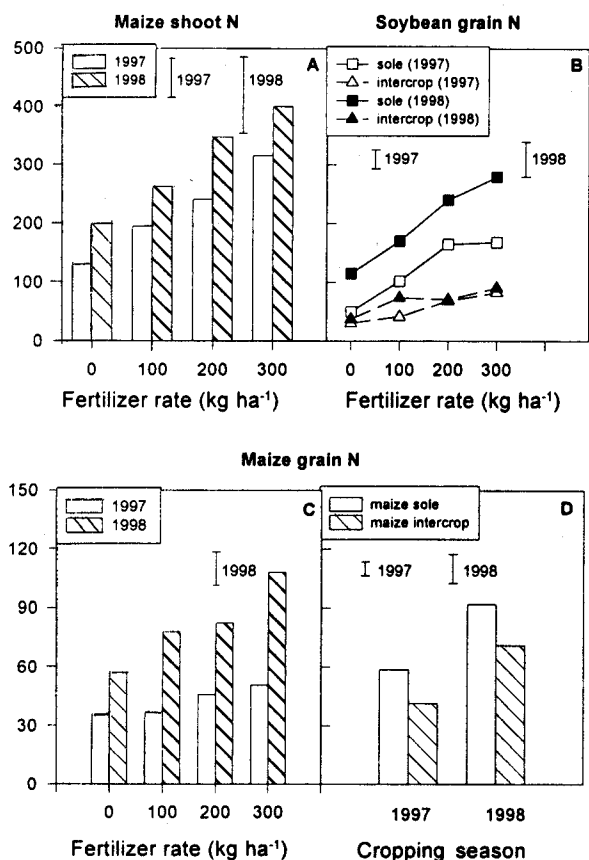 Maize shoot N
Soybean grain N
500
400
300
200
100
0
1997
1998
1997
1998
A
0 100 200 300
Fertilizer rate (kg ha⁻¹)
sole (1997)
intercrop (1997)
sole (1998)
intercrop (1998)
B
1997
1998
0 100 200 300
Fertilizer rate (kg ha⁻¹)
Maize grain N
150
120
90
60
30
0
1997
1998
C
1998
0 100 200 300
Fertilizer rate (kg ha⁻¹)
maize sole
maize intercrop
D
1997
1998
1997 1998
Cropping season